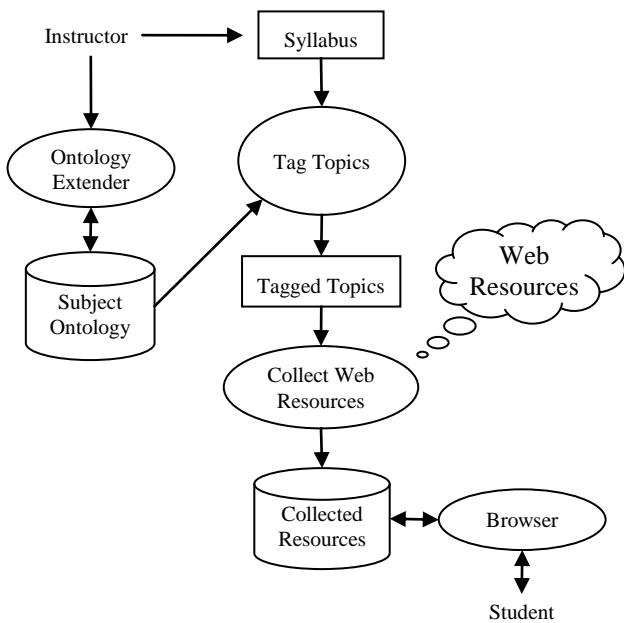 Instructor
Syllabus
Ontology
Extender
Tag Topics
Subject
Ontology
Tagged Topics
Web
Resources
Collect Web
Resources
Collected
Resources
Browser
Student